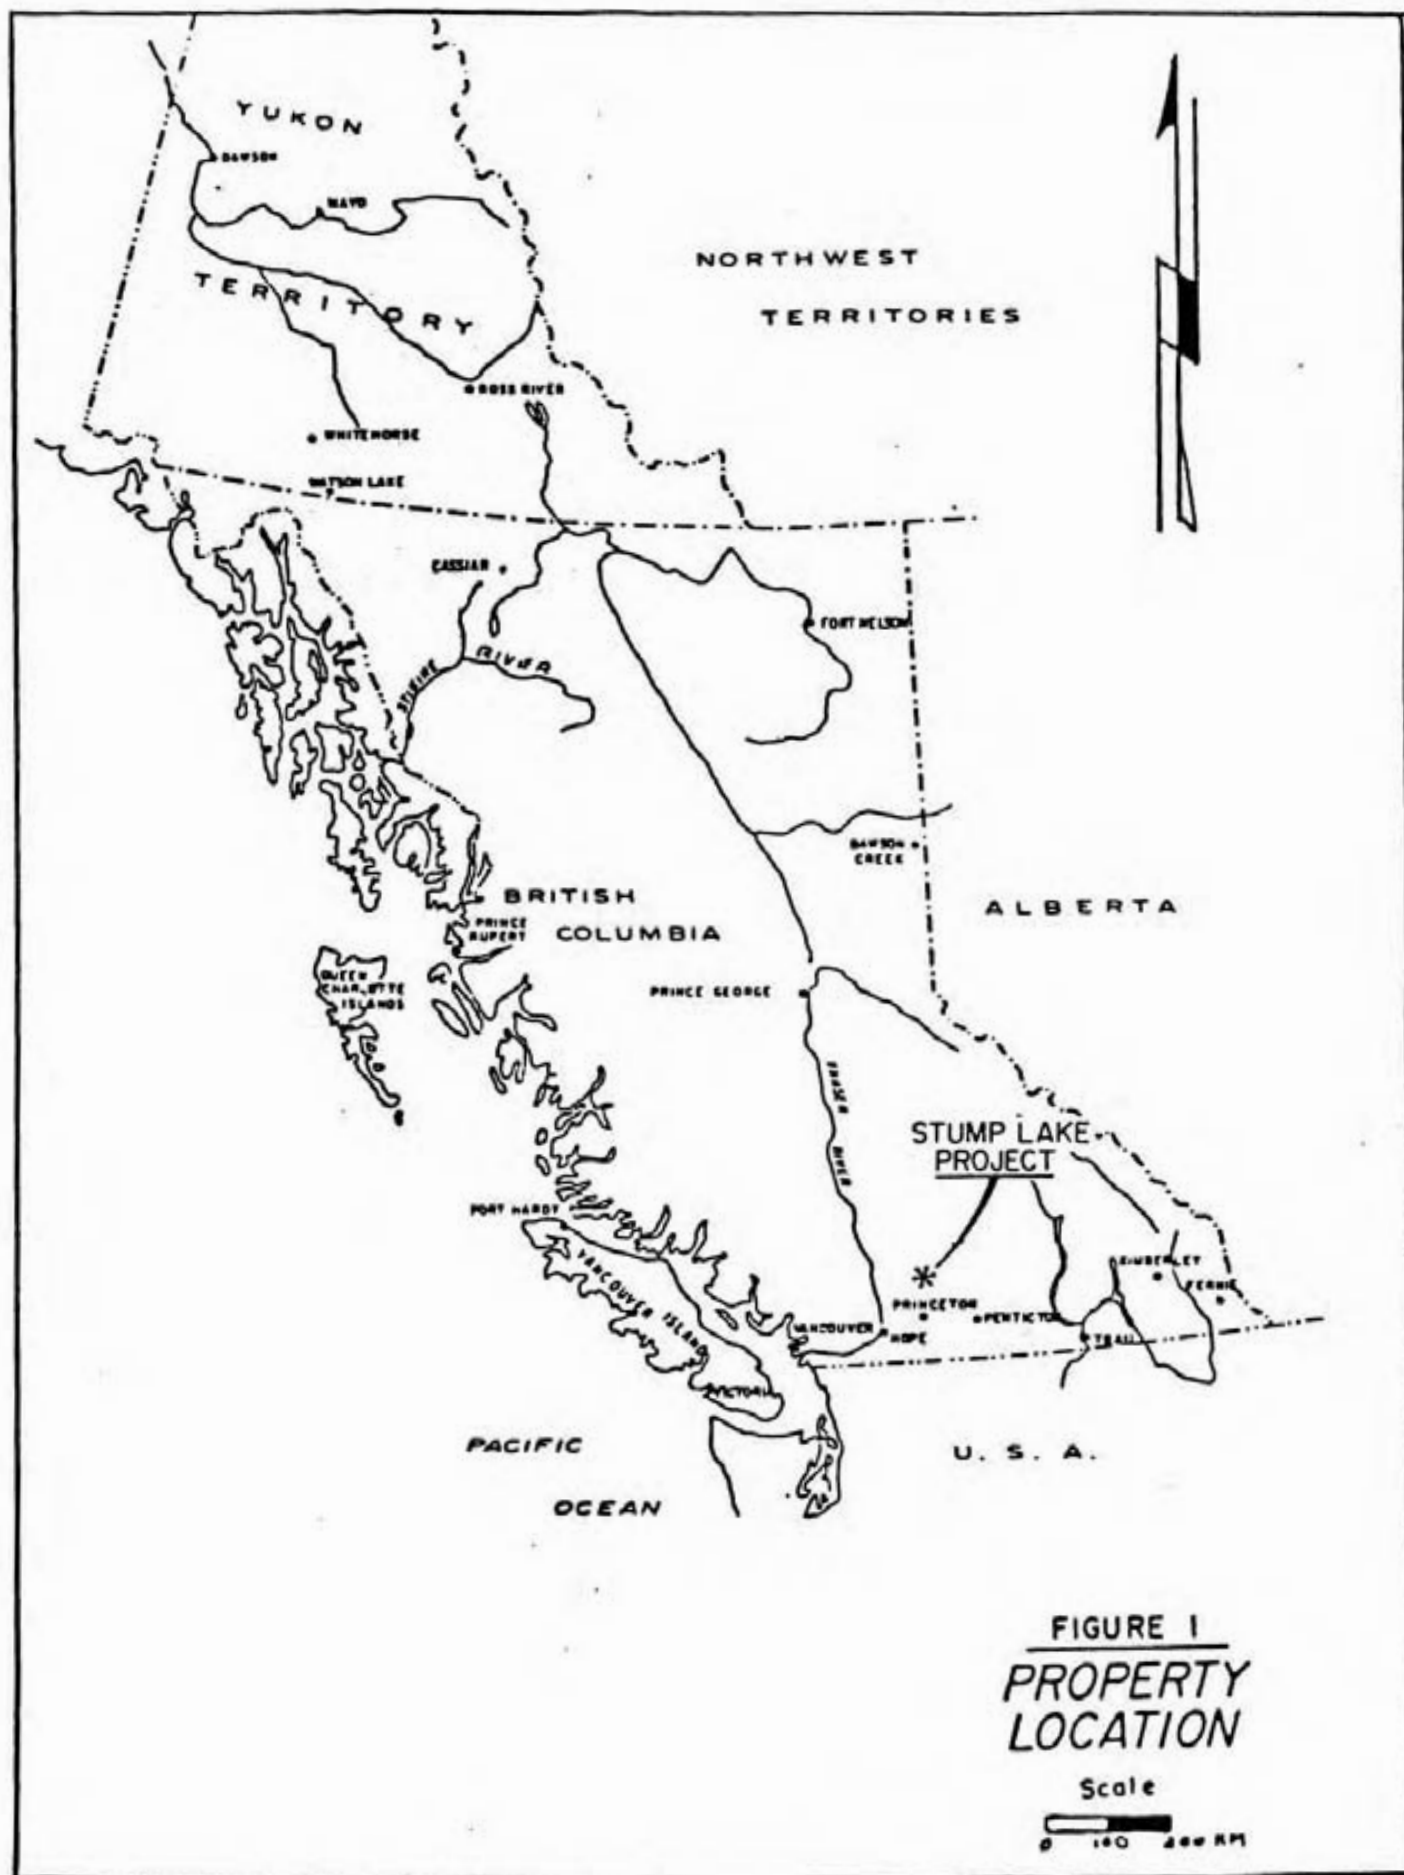 YUKON
DAWSON
MAYO
NORTHWEST
TERRITORIES
TERRITORY
ROSS RIVER
WHITEHORSE
WATSON LAKE
CASSIAR
FORT NELSON
STIKINE
RIVER
DAWSON
CREEK
BRITISH
COLUMBIA
ALBERTA
PRINCE
RUPERT
QUEEN
CHARLOTTE
ISLANDS
PRINCE GEORGE
FRASER
RIVER
STUMP LAKE
PROJECT
PORT HARDY
VANCOUVER ISLAND
KIMBERLEY
FERNIE
PRINCETON
PENTICTON
VANCOUVER
HOPE
TRAIL
VICTORIA
PACIFIC
OCEAN
U. S. A.
FIGURE 1
PROPERTY
LOCATION
Scale
0 100 200 KM